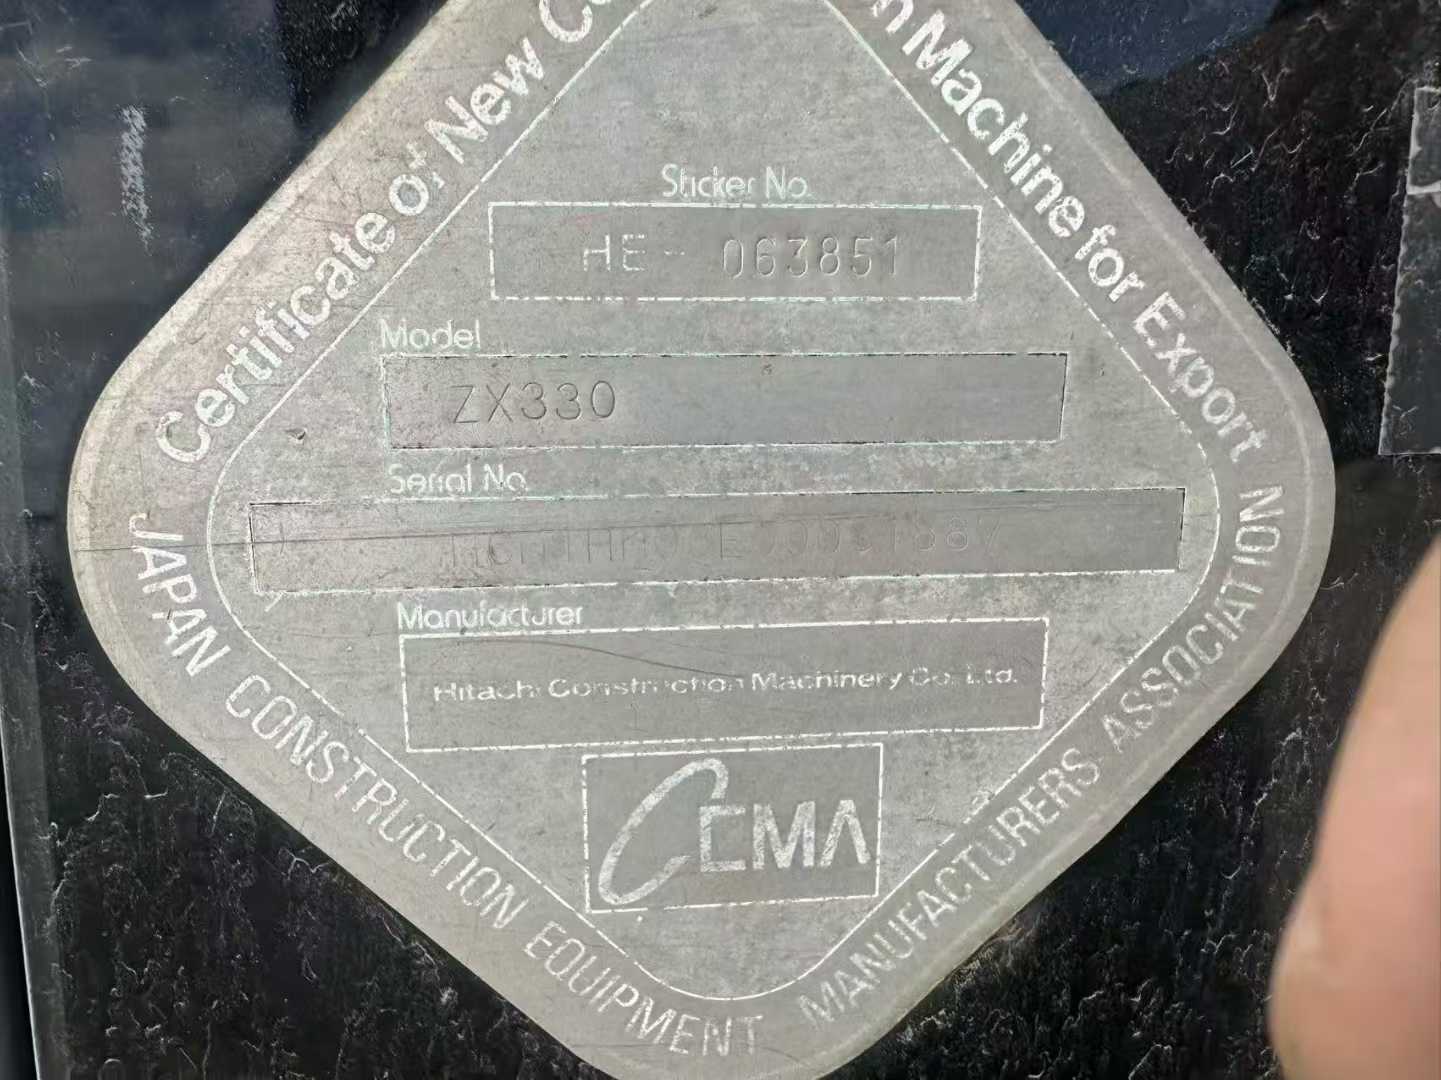 Certificate of New
Machine for Export
Sticker No.
HE - 063851
Model
ZX330
Serial No.
Manufacturer
Hitachi Construction Machinery Co., Ltd.
CEMA
JAPAN CONSTRUCTION EQUIPMENT MANUFACTURERS ASSOCIATION